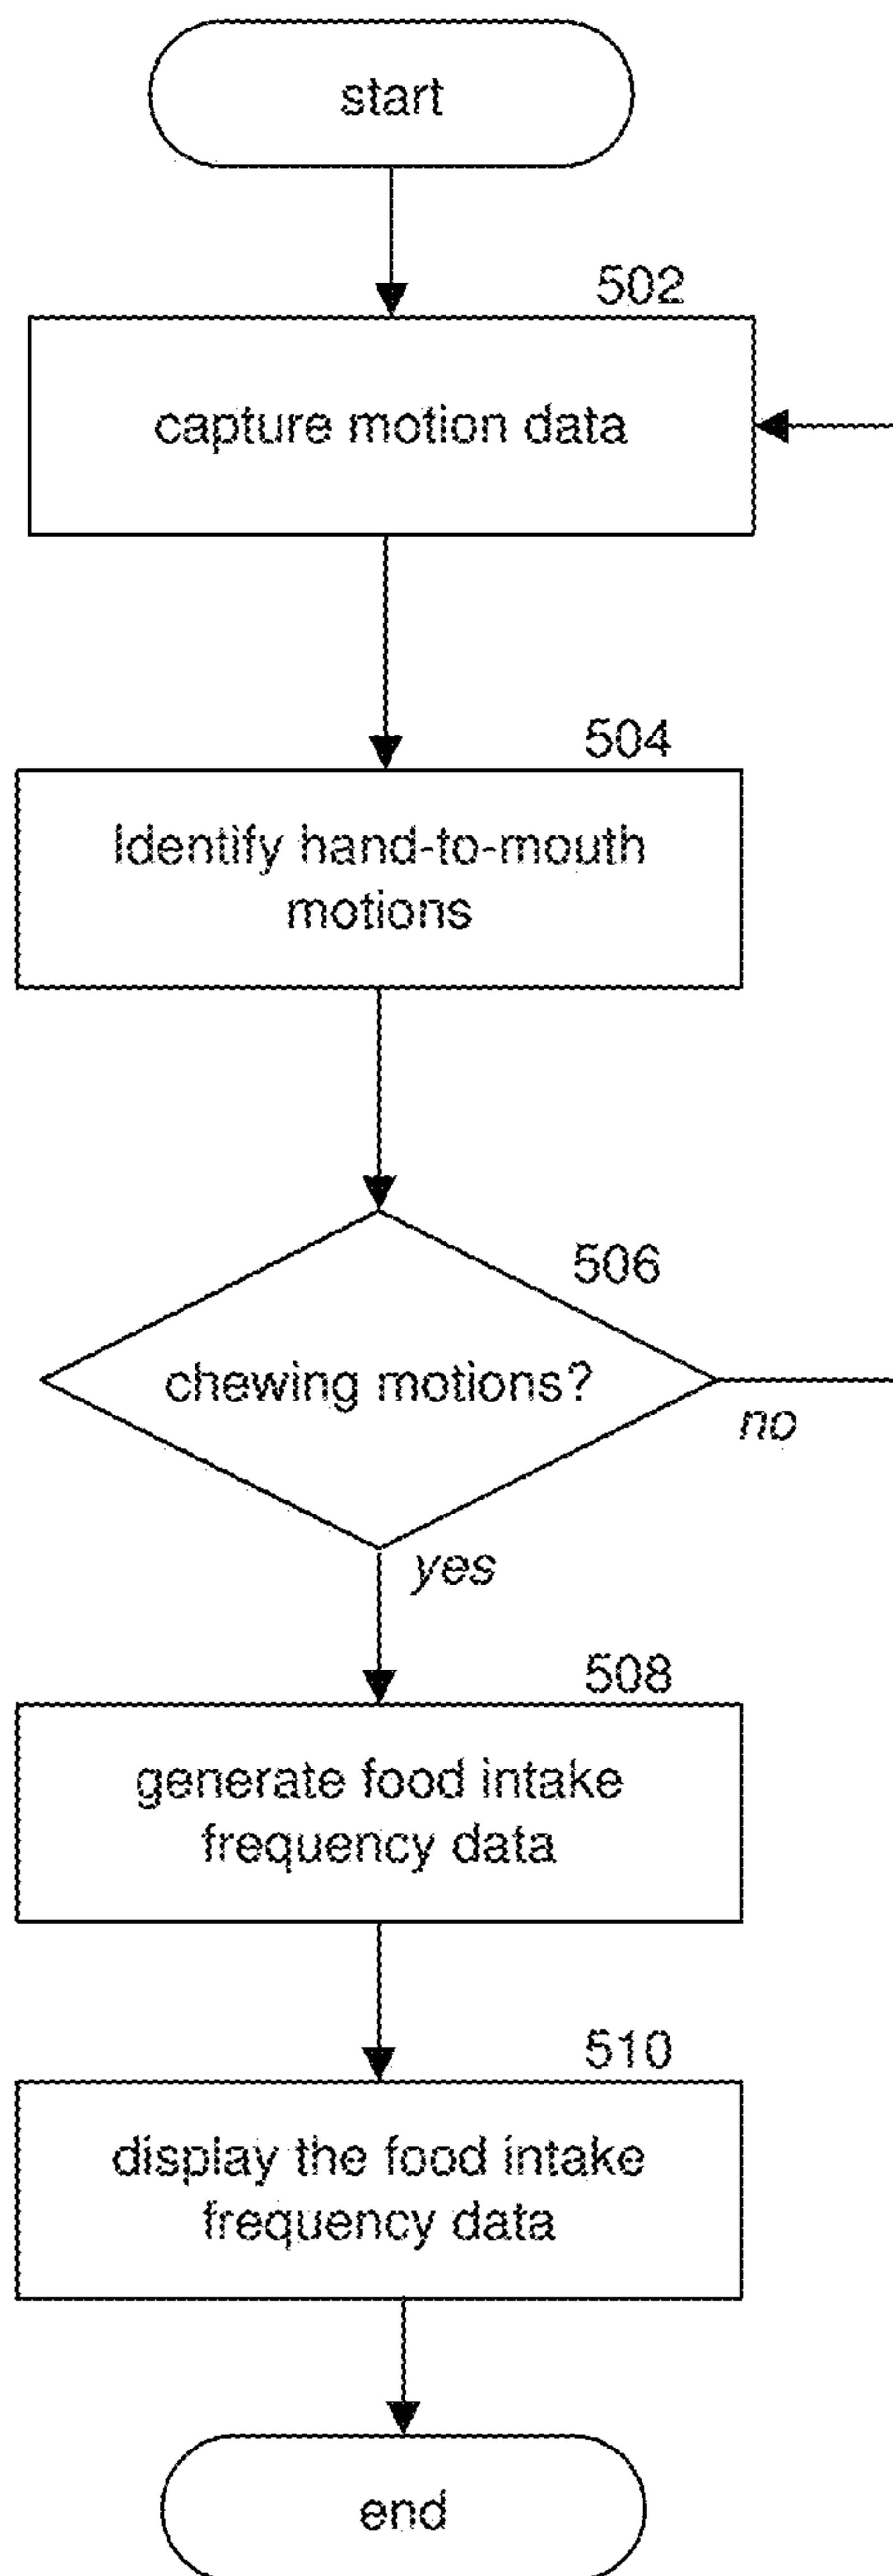 start
502
capture motion data
504
Identify hand-to-mouth
motions
506
chewing motions?
no
yes
508
generate food intake
frequency data
510
display the food intake
frequency data
end